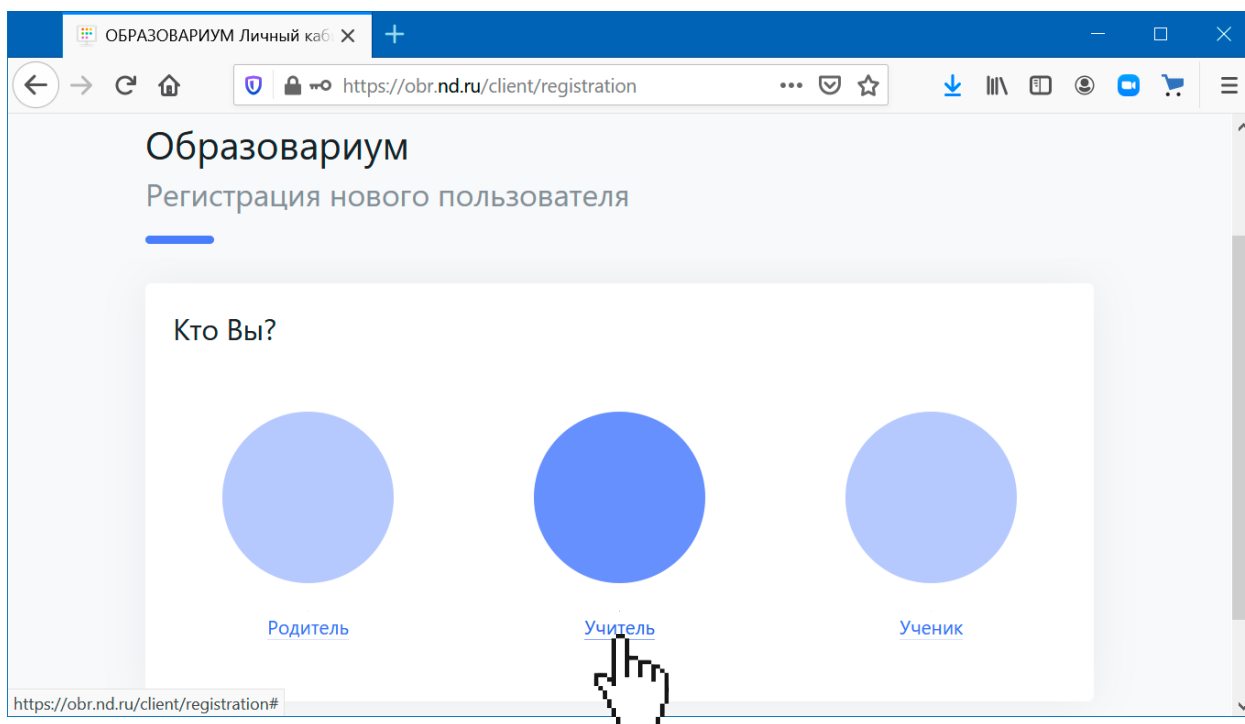 ОБРАЗОВАРИУМ Личный каб
https://obr.nd.ru/client/registration
Образовариум
Регистрация нового пользователя
Кто Вы?
Родитель
Учитель
Ученик
https://obr.nd.ru/client/registration#